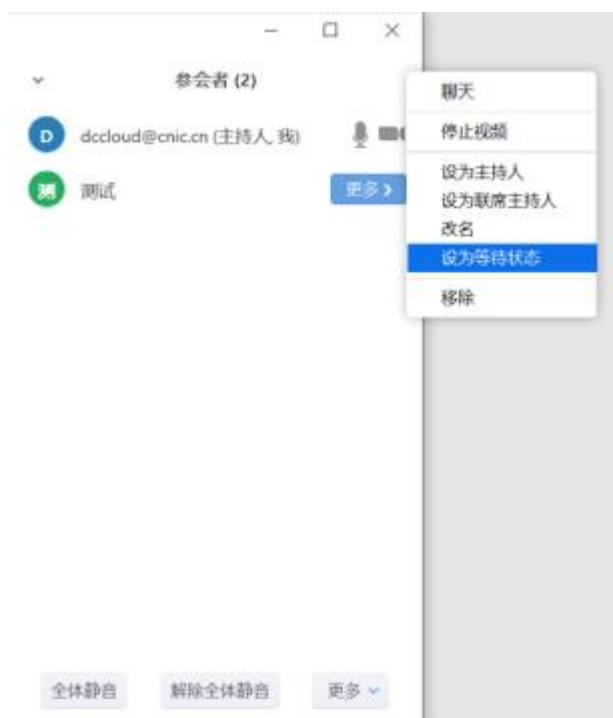 参会者 (2)
D dccloud@cnic.cn (主持人, 我)
测 测试 更多 >
聊天
停止视频
设为主持人
设为联席主持人
改名
设为等待状态
移除
全体静音 解除全体静音 更多